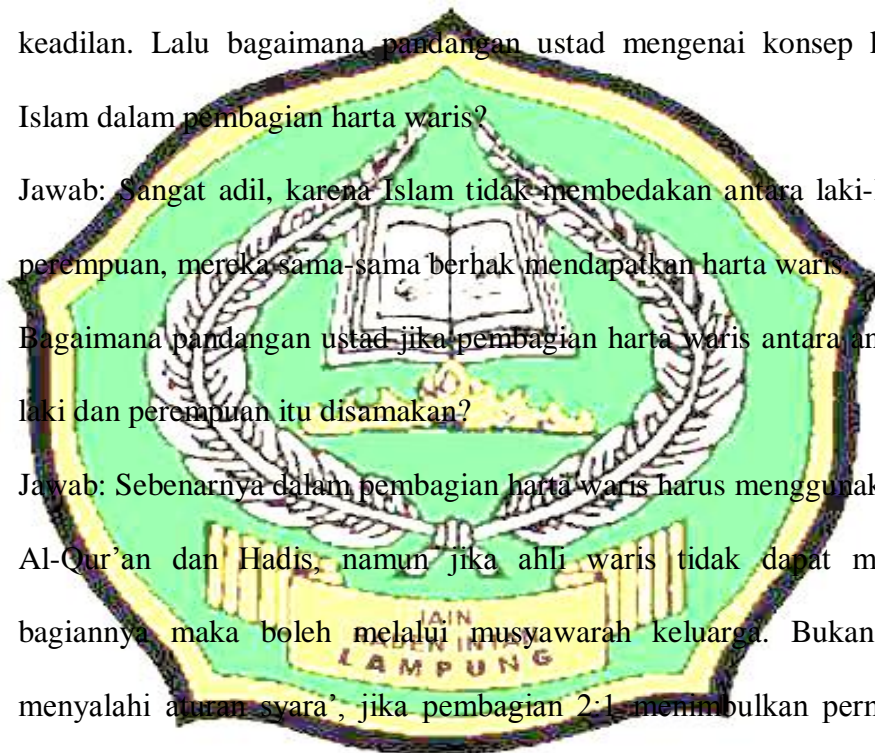 keadilan. Lalu bagaimana pandangan ustad mengenai konsep
Islam dalam pembagian harta waris?
Jawab: Sangat adil, karena Islam tidak membedakan antara laki-
perempuan, mereka sama-sama berhak mendapatkan harta waris.
Bagaimana pandangan ustad jika pembagian harta waris antara
laki dan perempuan itu disamakan?
Jawab: Sebenarnya dalam pembagian harta waris harus
Al-Qur’an dan Hadis, namun jika ahli waris tidak dapat
bagiannya maka boleh melalui musyawarah keluarga. Bukan
IAIN
RADEN INTAN
LAMPUNG
menyalahi aturan syara’, jika pembagian 2:1 menimbulkan